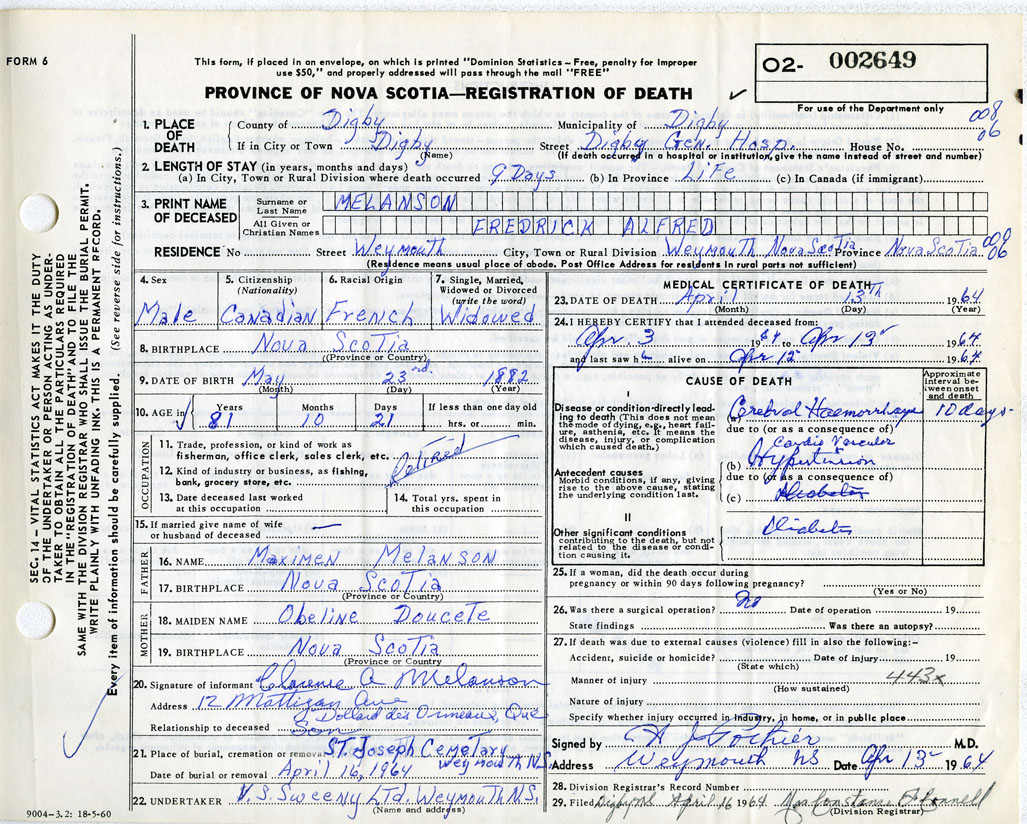 FORM 6
This form, if placed in an envelope, on which is printed "Dominion Statistics – Free, penalty for improper
use $50," and properly addressed will pass through the mail "FREE"
PROVINCE OF NOVA SCOTIA—REGISTRATION OF DEATH ✓
O2- 002649
For use of the Department only
SEC. 14 – VITAL STATISTICS ACT MAKES IT THE DUTY
OF THE UNDERTAKER OR PERSON ACTING AS UNDER-
TAKER TO OBTAIN ALL THE PARTICULARS REQUIRED
IN THE "REGISTRATION OF DEATH" AND TO FILE THE
SAME WITH THE DIVISION REGISTRAR WHO SHALL ISSUE THE BURIAL PERMIT.
WRITE PLAINLY WITH UNFADING INK. THIS IS A PERMANENT RECORD.
Every item of information should be carefully supplied. (See reverse side for instructions.)
1. PLACE OF DEATH
County of Digby Municipality of Digby 008
If in City or Town Digby Street Digby Gen. Hosp. House No. 06
(Name) (If death occurred in a hospital or institution, give the name instead of street and number)
2. LENGTH OF STAY (in years, months and days)
(a) In City, Town or Rural Division where death occurred 9 Days (b) In Province Life (c) In Canada (if immigrant)
3. PRINT NAME OF DECEASED
Surname or Last Name MELANSON
All Given or Christian Names FREDRICK ALFRED
RESIDENCE No Street Weymouth City, Town or Rural Division Weymouth Nova Scotia Province Nova Scotia 06
(Residence means usual place of abode. Post Office Address for residents in rural parts not sufficient)
4. Sex
Male
5. Citizenship (Nationality)
Canadian
6. Racial Origin
French
7. Single, Married, Widowed or Divorced (write the word)
Widowed
8. BIRTHPLACE Nova Scotia
(Province or Country)
9. DATE OF BIRTH May 23rd. 1882
(Month) (Day) (Year)
10. AGE in Years Months Days If less than one day old
81 10 21 hrs. or min.
OCCUPATION
11. Trade, profession, or kind of work as
fisherman, office clerk, sales clerk, etc. Retired
12. Kind of industry or business, as fishing,
bank, grocery store, etc.
13. Date deceased last worked
at this occupation
14. Total yrs. spent in
this occupation
15. If married give name of wife
or husband of deceased —
FATHER
16. NAME Maximen Melanson
17. BIRTHPLACE Nova Scotia
(Province or Country)
MOTHER
18. MAIDEN NAME Obeline Doucete
19. BIRTHPLACE Nova Scotia
(Province or Country
20. Signature of informant Clarence A Melanson
Address 12 Mattigan Ave
Dollard des Ormeaux, Que
Relationship to deceased Son
21. Place of burial, cremation or removal ST. Joseph Cemetary
Weymouth N.S.
Date of burial or removal April 16, 1964
22. UNDERTAKER V. S. Sweeny Ltd. Weymouth N.S.
(Name and address)
9004–3.2: 18-5-60
MEDICAL CERTIFICATE OF DEATH
23. DATE OF DEATH April 13th 1964
(Month) (Day) (Year)
24. I HEREBY CERTIFY that I attended deceased from:
Apr. 3 1964 to Apr 13 1964
and last saw h alive on Apr 12 1964
CAUSE OF DEATH
Approximate interval between onset and death
I
Disease or condition-directly lead-
ing to death (This does not mean
the mode of dying, e.g., heart fail-
ure, asthenia, etc. It means the
disease, injury, or complication
which caused death.)
(a) Cerebral Haemorrhage 10 days
due to (or as a consequence of)
Cardio Vascular
(b) Hypertension
due to (or as a consequence of)
(c) Diabetes
Antecedent causes
Morbid conditions, if any, giving
rise to the above cause, stating
the underlying condition last.
II
Other significant conditions
contributing to the death, but not
related to the disease or condi-
tion causing it.
Diabetes
25. If a woman, did the death occur during
pregnancy or within 90 days following pregnancy?
(Yes or No)
26. Was there a surgical operation? No Date of operation 19
State findings Was there an autopsy?
27. If death was due to external causes (violence) fill in also the following:–
Accident, suicide or homicide? Date of injury 19
(State which)
Manner of injury 443x
(How sustained)
Nature of injury
Specify whether injury occurred in industry, in home, or in public place
Signed by H J Pothier M.D.
Address Weymouth NS Date Apr 13 1964
28. Division Registrar's Record Number
29. Filed Digby NS April 16 1964
(Division Registrar)